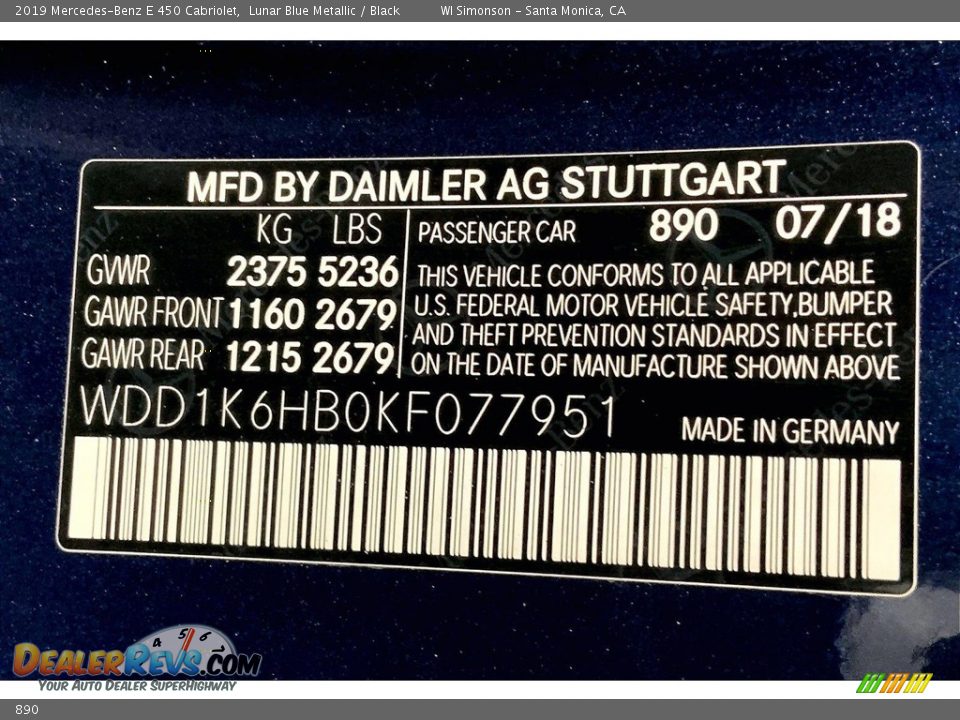 2019 Mercedes-Benz E 450 Cabriolet, Lunar Blue Metallic / Black WI Simonson - Santa Monica, CA
MFD BY DAIMLER AG STUTTGART
KG LBS PASSENGER CAR 890 07/18
GVWR 2375 5236
GAWR FRONT 1160 2679
GAWR REAR 1215 2679
THIS VEHICLE CONFORMS TO ALL APPLICABLE
U.S. FEDERAL MOTOR VEHICLE SAFETY, BUMPER
AND THEFT PREVENTION STANDARDS IN EFFECT
ON THE DATE OF MANUFACTURE SHOWN ABOVE
WDD1K6HB0KF077951
MADE IN GERMANY
4 5 6
DEALERREVS.COM
YOUR AUTO DEALER SUPERHIGHWAY
890